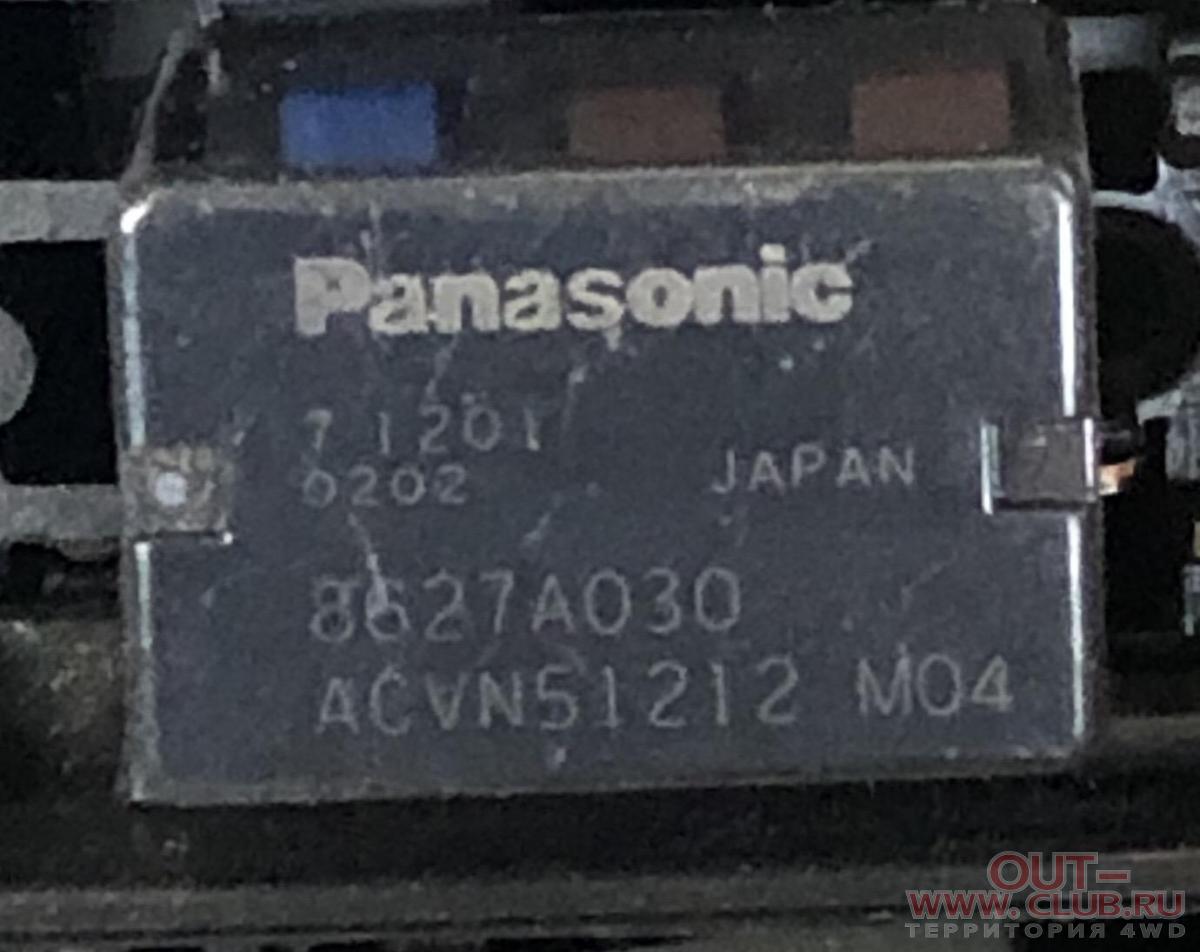 Panasonic
71201
0202
JAPAN
8627A030
ACVN51212 M04
OUT-
WWW.CLUB.RU
ТЕРРИТОРИЯ 4WD